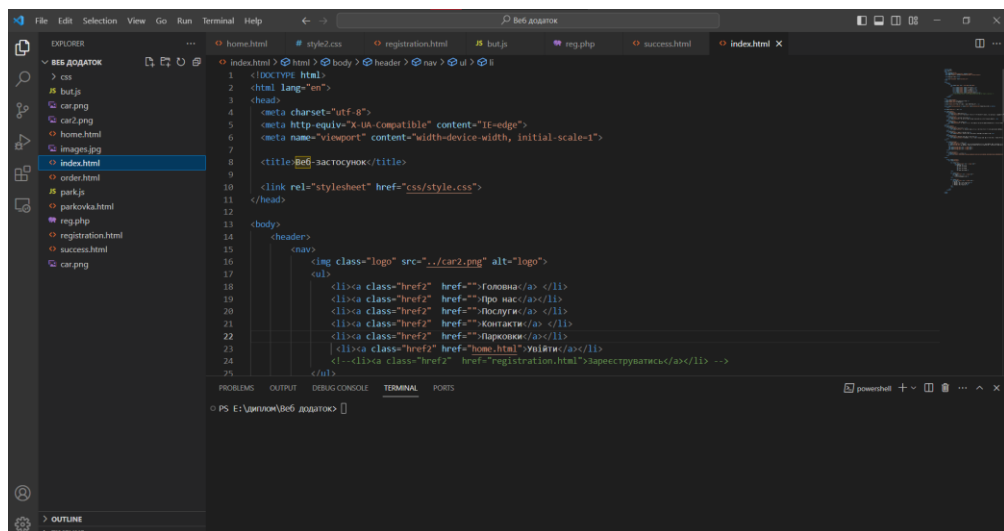 File Edit Selection View Go Run Terminal Help
Веб додаток
EXPLORER
ВЕБ ДОДАТОК
css
JS but.js
car.png
car2.png
home.html
images.jpg
index.html
order.html
JS park.js
parkovka.html
reg.php
registration.html
success.html
car.png
OUTLINE
home.html # style2.css registration.html JS but.js reg.php success.html index.html
index.html > html > body > header > nav > ul > li
1 <!DOCTYPE html>
2 <html lang="en">
3 <head>
4 <meta charset="utf-8">
5 <meta http-equiv="X-UA-Compatible" content="IE=edge">
6 <meta name="viewport" content="width=device-width, initial-scale=1">
7
8 <title>Веб-застосунок</title>
9
10 <link rel="stylesheet" href="css/style.css">
11 </head>
12
13 <body>
14 <header>
15 <nav>
16 <img class="logo" src="../car2.png" alt="logo">
17 <ul>
18 <li><a class="href2" href="">Головна</a> </li>
19 <li><a class="href2" href="">Про нас</a></li>
20 <li><a class="href2" href="">Послуги</a></li>
21 <li><a class="href2" href="">Контакти</a> </li>
22 <li><a class="href2" href="">Парковки</a></li>
23 <li><a class="href2" href="home.html">Увійти</a></li>
24 <!--<li><a class="href2" href="registration.html">Зареєструватись</a></li> -->
25 </ul>
PROBLEMS OUTPUT DEBUG CONSOLE TERMINAL PORTS
powershell
PS E:\диплом\Веб додаток>